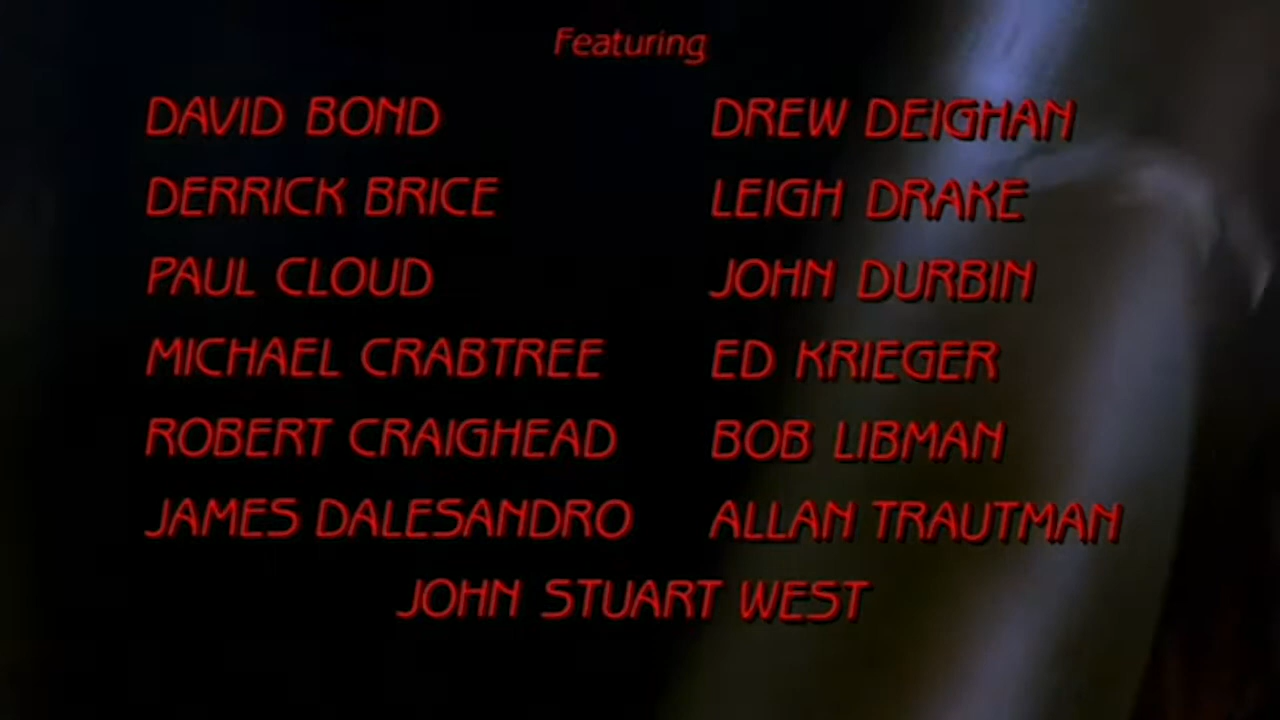 Featuring
DAVID BOND
DERRICK BRICE
PAUL CLOUD
MICHAEL CRABTREE
ROBERT CRAIGHEAD
JAMES DALESANDRO
DREW DEIGHAN
LEIGH DRAKE
JOHN DURBIN
ED KRIEGER
BOB LIBMAN
ALLAN TRAUTMAN
JOHN STUART WEST